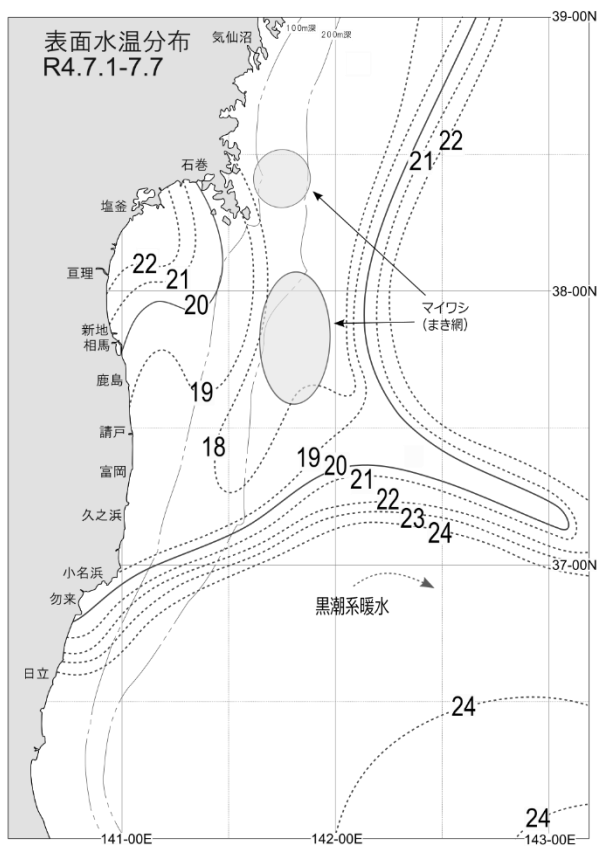 表面水温分布
R4.7.1-7.7
気仙沼
100m深
200m深
39-00N
22
21
石巻
塩釜
亘理
22
21
20
38-00N
マイワシ
（まき網）
新地
相馬
鹿島
19
請戸
18
富岡
19
20
21
22
23
24
久之浜
小名浜
37-00N
勿来
黒潮系暖水
日立
24
24
141-00E
142-00E
143-00E